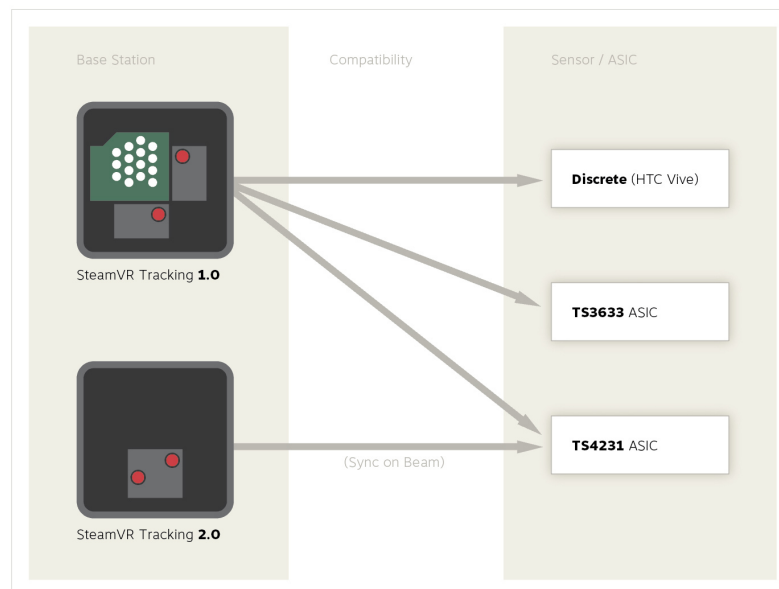 Base Station
Compatibility
Sensor / ASIC
Discrete (HTC Vive)
SteamVR Tracking 1.0
TS3633 ASIC
TS4231 ASIC
(Sync on Beam)
SteamVR Tracking 2.0